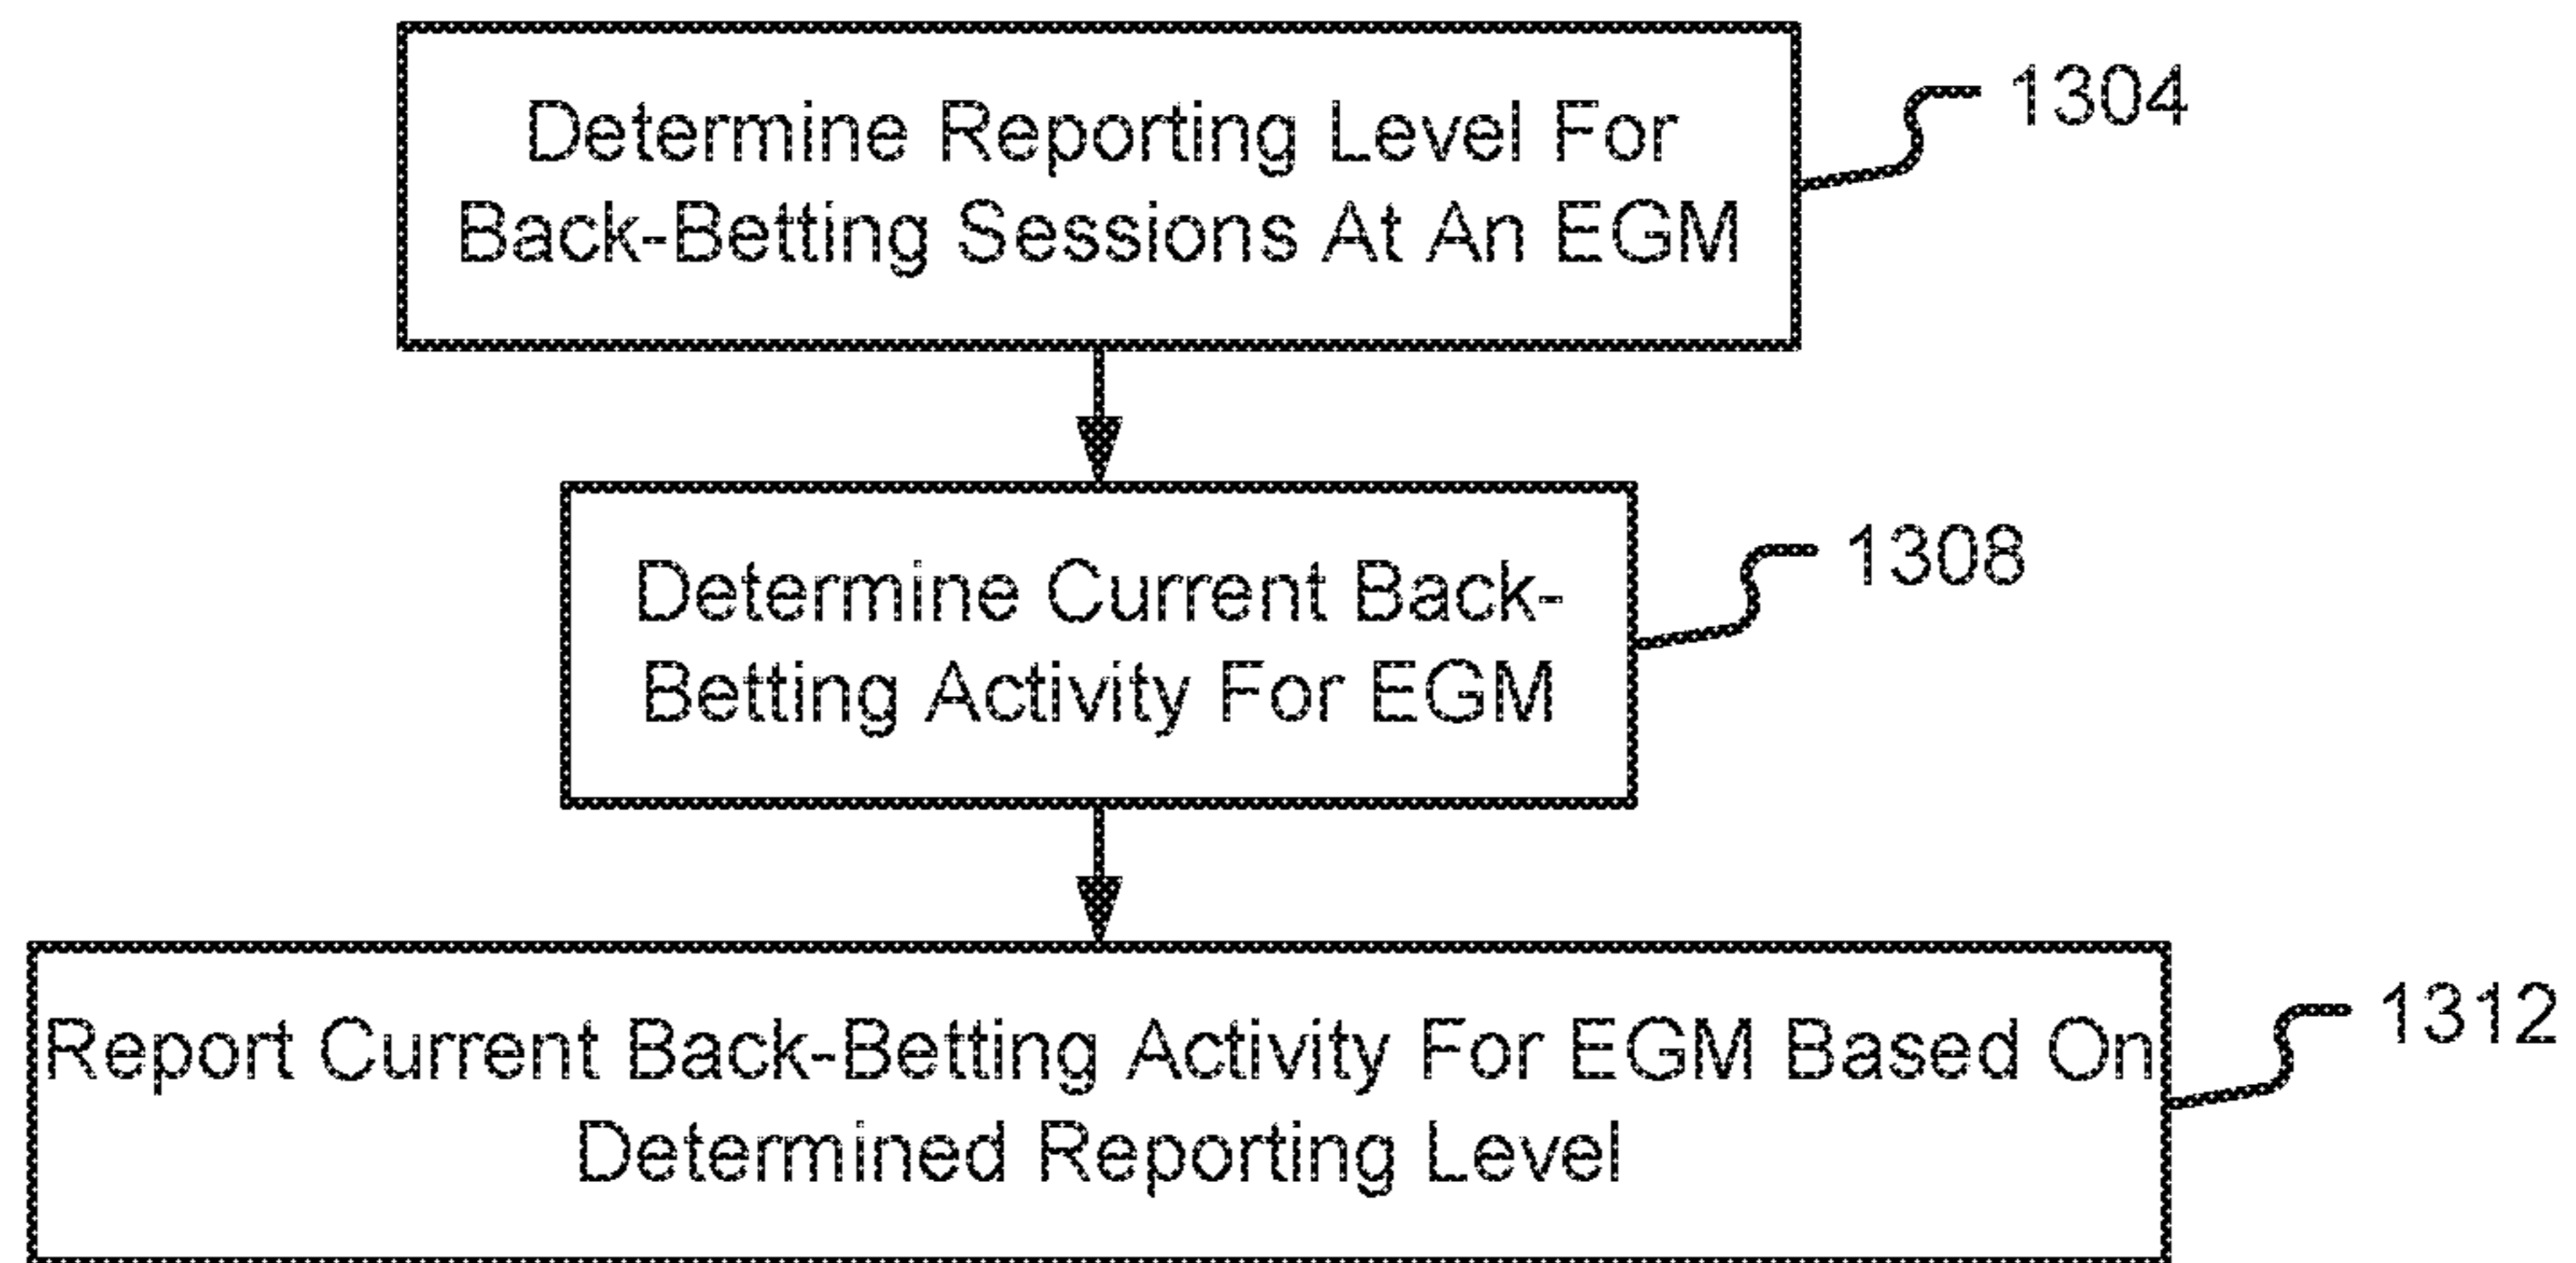 Determine Reporting Level For
Back-Betting Sessions At An EGM
1304
Determine Current Back-
Betting Activity For EGM
1308
Report Current Back-Betting Activity For EGM Based On
Determined Reporting Level
1312